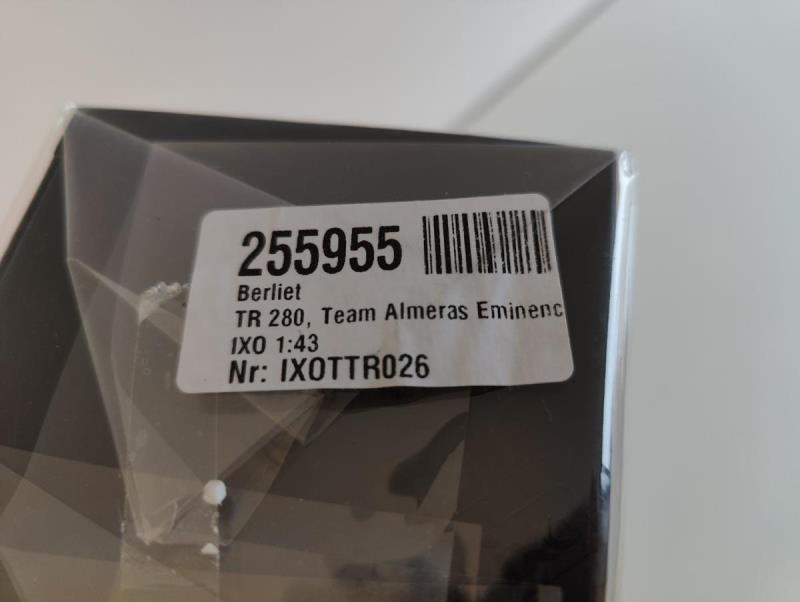 255955
Berliet
TR 280, Team Almeras Eminenc
IXO 1:43
Nr: IXOTTR026